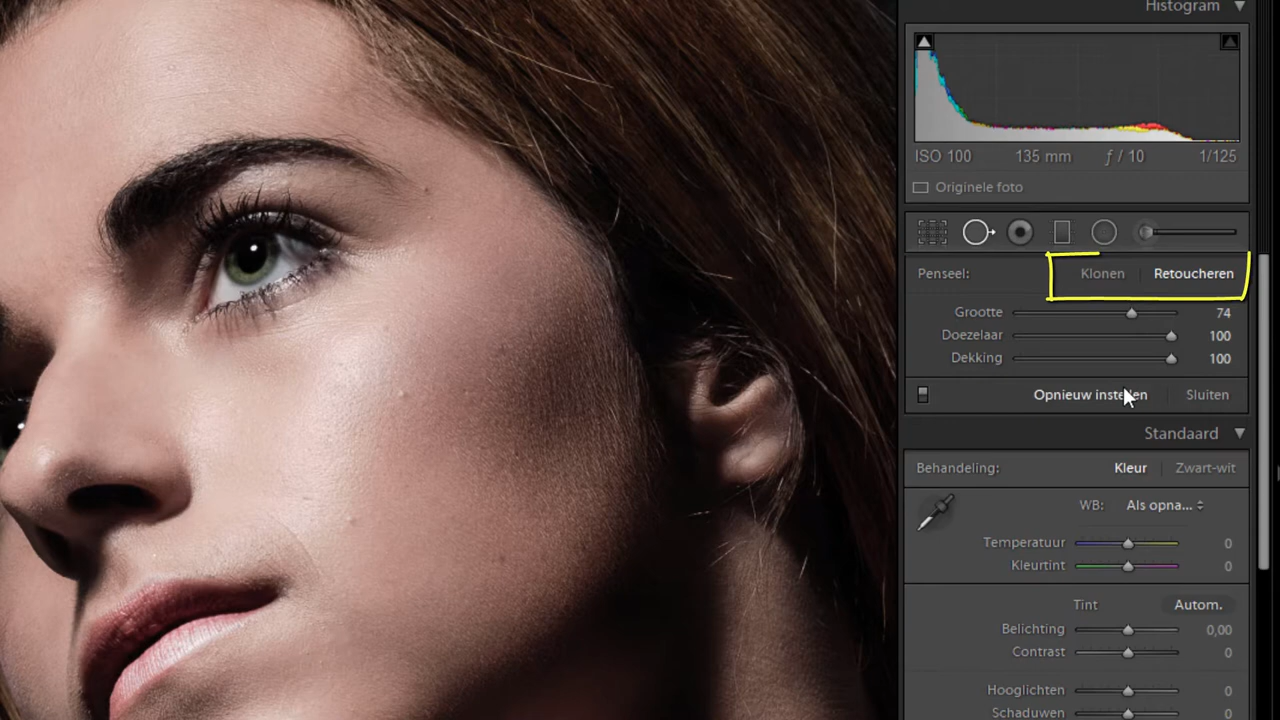 Histogram
ISO 100 135 mm ƒ / 10 1/125
Originele foto
Penseel: Klonen Retoucheren
Grootte 74
Doezelaar 100
Dekking 100
Opnieuw instellen Sluiten
Standaard
Behandeling: Kleur Zwart-wit
WB: Als opna...
Temperatuur 0
Kleurtint 0
Tint Autom.
Belichting 0,00
Contrast 0
Hooglichten 0
Schaduwen 0